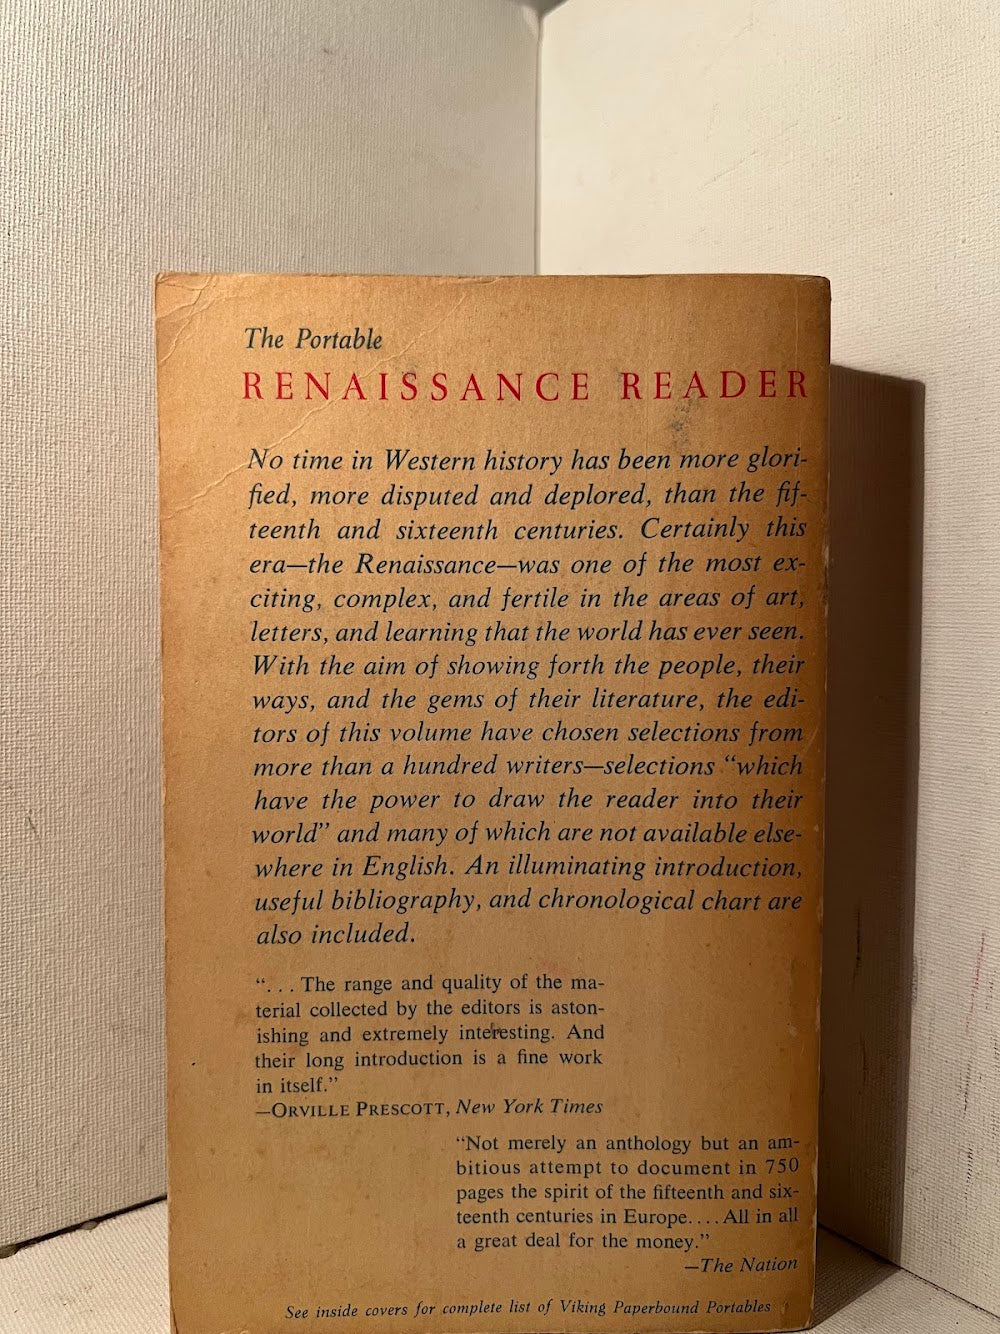 The Portable
RENAISSANCE READER
No time in Western history has been more glori-
fied, more disputed and deplored, than the fif-
teenth and sixteenth centuries. Certainly this
era—the Renaissance—was one of the most ex-
citing, complex, and fertile in the areas of art,
letters, and learning that the world has ever seen.
With the aim of showing forth the people, their
ways, and the gems of their literature, the edi-
tors of this volume have chosen selections from
more than a hundred writers—selections “which
have the power to draw the reader into their
world” and many of which are not available else-
where in English. An illuminating introduction,
useful bibliography, and chronological chart are
also included.
“. . . The range and quality of the ma-
terial collected by the editors is aston-
ishing and extremely interesting. And
their long introduction is a fine work
in itself.”
—ORVILLE PRESCOTT, New York Times
“Not merely an anthology but an am-
bitious attempt to document in 750
pages the spirit of the fifteenth and six-
teenth centuries in Europe. . . . All in all
a great deal for the money.”
—The Nation
See inside covers for complete list of Viking Paperbound Portables